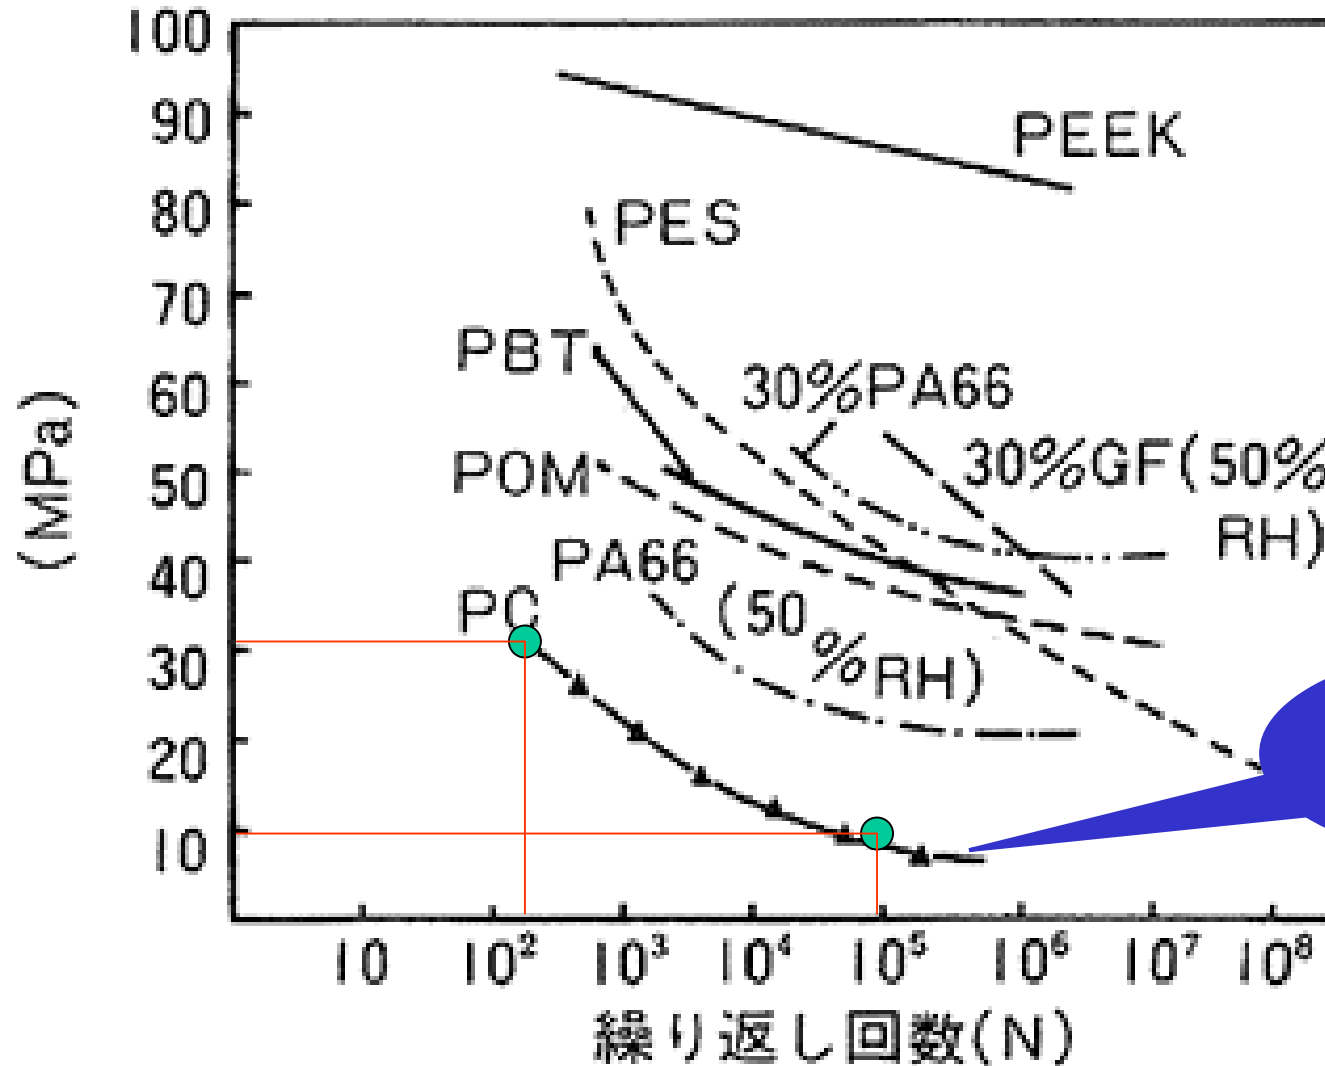 100
90
80
70
60
50
40
30
20
10
(MPa)
PEEK
PES
PBT
30%PA66
30%GF(50%
RH)
POM
PA66
(50
%RH)
PC
10 10² 10³ 10⁴ 10⁵ 10⁶ 10⁷ 10⁸
繰り返し回数(N)